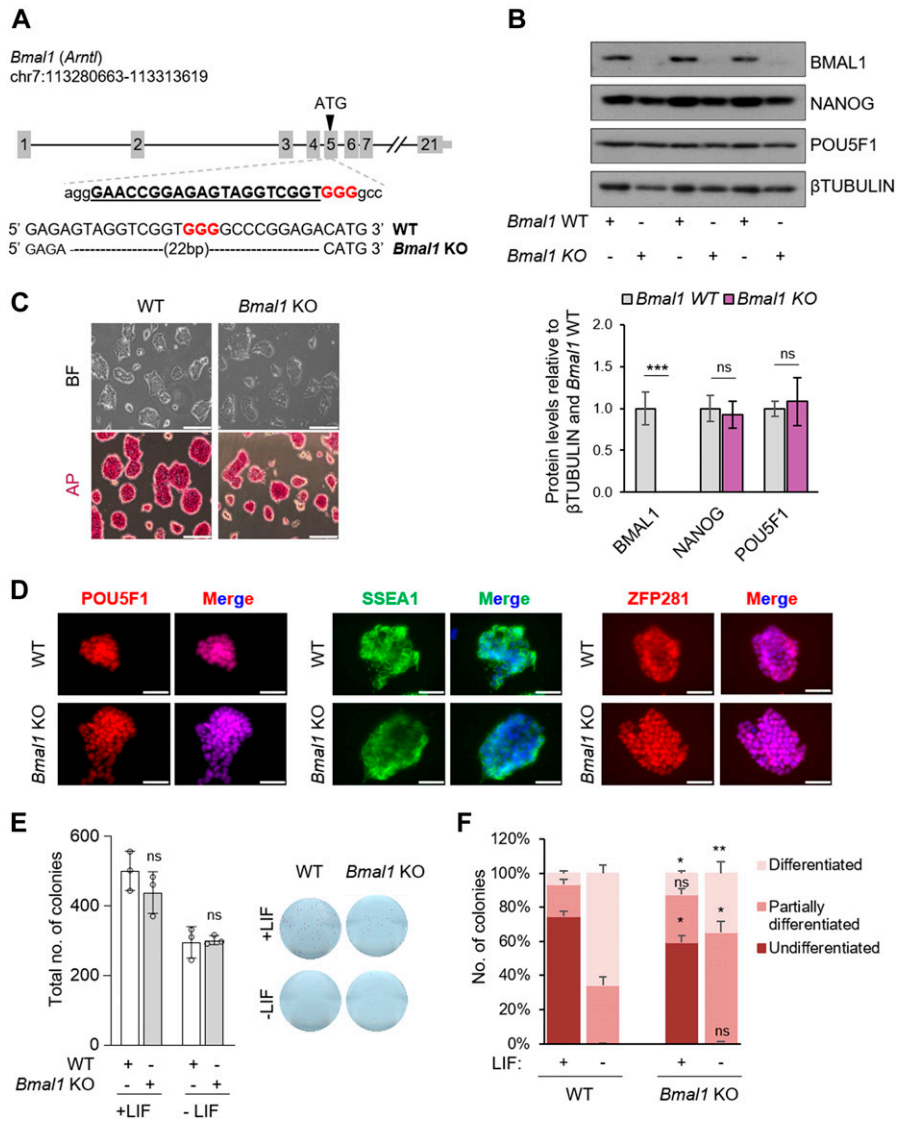 A
Bmal1 (Arntl)
chr7:113280663-113313619
ATG
1 2 3 4 5 6 7 21
aggGAACCGGAGAGTAGGTCGGTGGGgcc
5' GAGAGTAGGTCGGTGGGGCCCGGAGACATG 3' WT
5' GAGA ---------------(22bp)-------------------- CATG 3' Bmal1 KO
B
BMAL1
NANOG
POU5F1
βTUBULIN
Bmal1 WT + - + - + -
Bmal1 KO - + - + - +
Bmal1 WT Bmal1 KO
Protein levels relative to
βTUBULIN and Bmal1 WT
2.0
1.5
1.0
0.5
0.0
*** ns ns
BMAL1 NANOG POU5F1
C
WT Bmal1 KO
BF
AP
D
POU5F1 Merge SSEA1 Merge ZFP281 Merge
WT WT WT
Bmal1 KO Bmal1 KO Bmal1 KO
E
Total no. of colonies
600
400
200
0
ns ns
WT + - + -
Bmal1 KO - + - +
+LIF - LIF
WT Bmal1 KO
+LIF
-LIF
F
No. of colonies
120%
100%
80%
60%
40%
20%
0%
* **
ns
* *
ns
LIF: + - + -
WT Bmal1 KO
Differentiated
Partially
differentiated
Undifferentiated